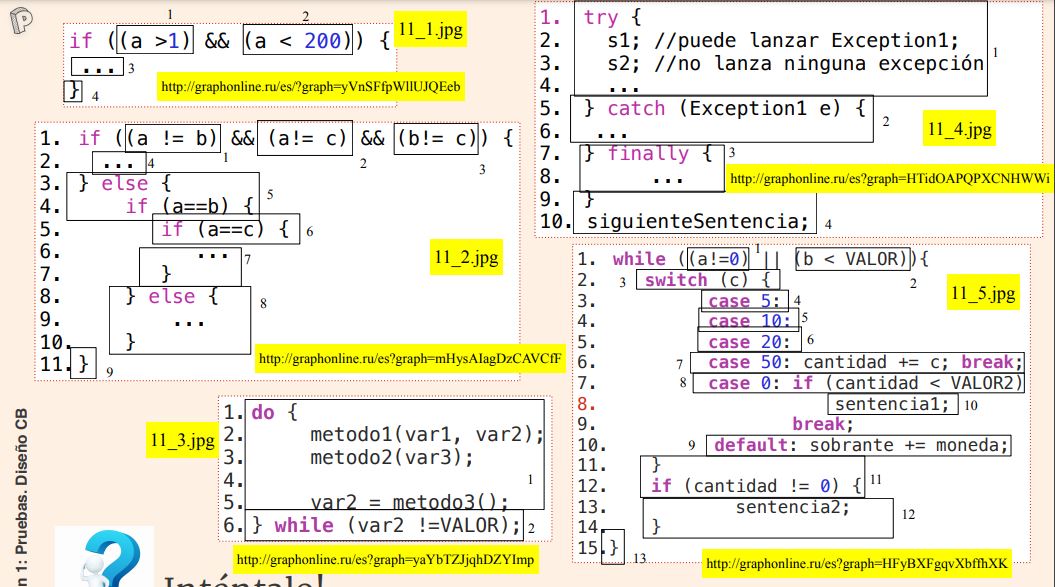 1
2
if ((a >1) && (a < 200)) {
... 3
} 4
11_1.jpg
http://graphonline.ru/es/?graph=yVnSFfpWllUJQEeb
1. if ((a != b) && (a!= c) && (b!= c)) {
2. ... 4 1 2 3
3. } else { 5
4. if (a==b) {
5. if (a==c) { 6
6. ... 7
7. }
8. } else { 8
9. ...
10. }
11. } 9
11_2.jpg
http://graphonline.ru/es?graph=mHysAIagDzCAVCfF
11_3.jpg
1. do {
2. metodo1(var1, var2);
3. metodo2(var3);
4. 1
5. var2 = metodo3();
6. } while (var2 !=VALOR); 2
http://graphonline.ru/es?graph=yaYbTZJjqhDZYImp
1. try {
2. s1; //puede lanzar Exception1; 1
3. s2; //no lanza ninguna excepción
4. ...
5. } catch (Exception1 e) { 2
6. ...
7. } finally { 3
8. ...
9. }
10. siguienteSentencia; 4
11_4.jpg
http://graphonline.ru/es?graph=HTidOAPQPXCNHWWi
1. while ((a!=0) 1 || (b < VALOR)){
2. 3 switch (c) { 2
3. case 5: 4
4. case 10: 5
5. case 20: 6
6. 7 case 50: cantidad += c; break;
7. 8 case 0: if (cantidad < VALOR2)
8. sentencia1; 10
9. break;
10. 9 default: sobrante += moneda;
11. } 11
12. if (cantidad != 0) {
13. sentencia2; 12
14. }
15. } 13
11_5.jpg
http://graphonline.ru/es?graph=HFyBXFgqvXbffhXK
n 1: Pruebas. Diseño CB
Inténtalo!